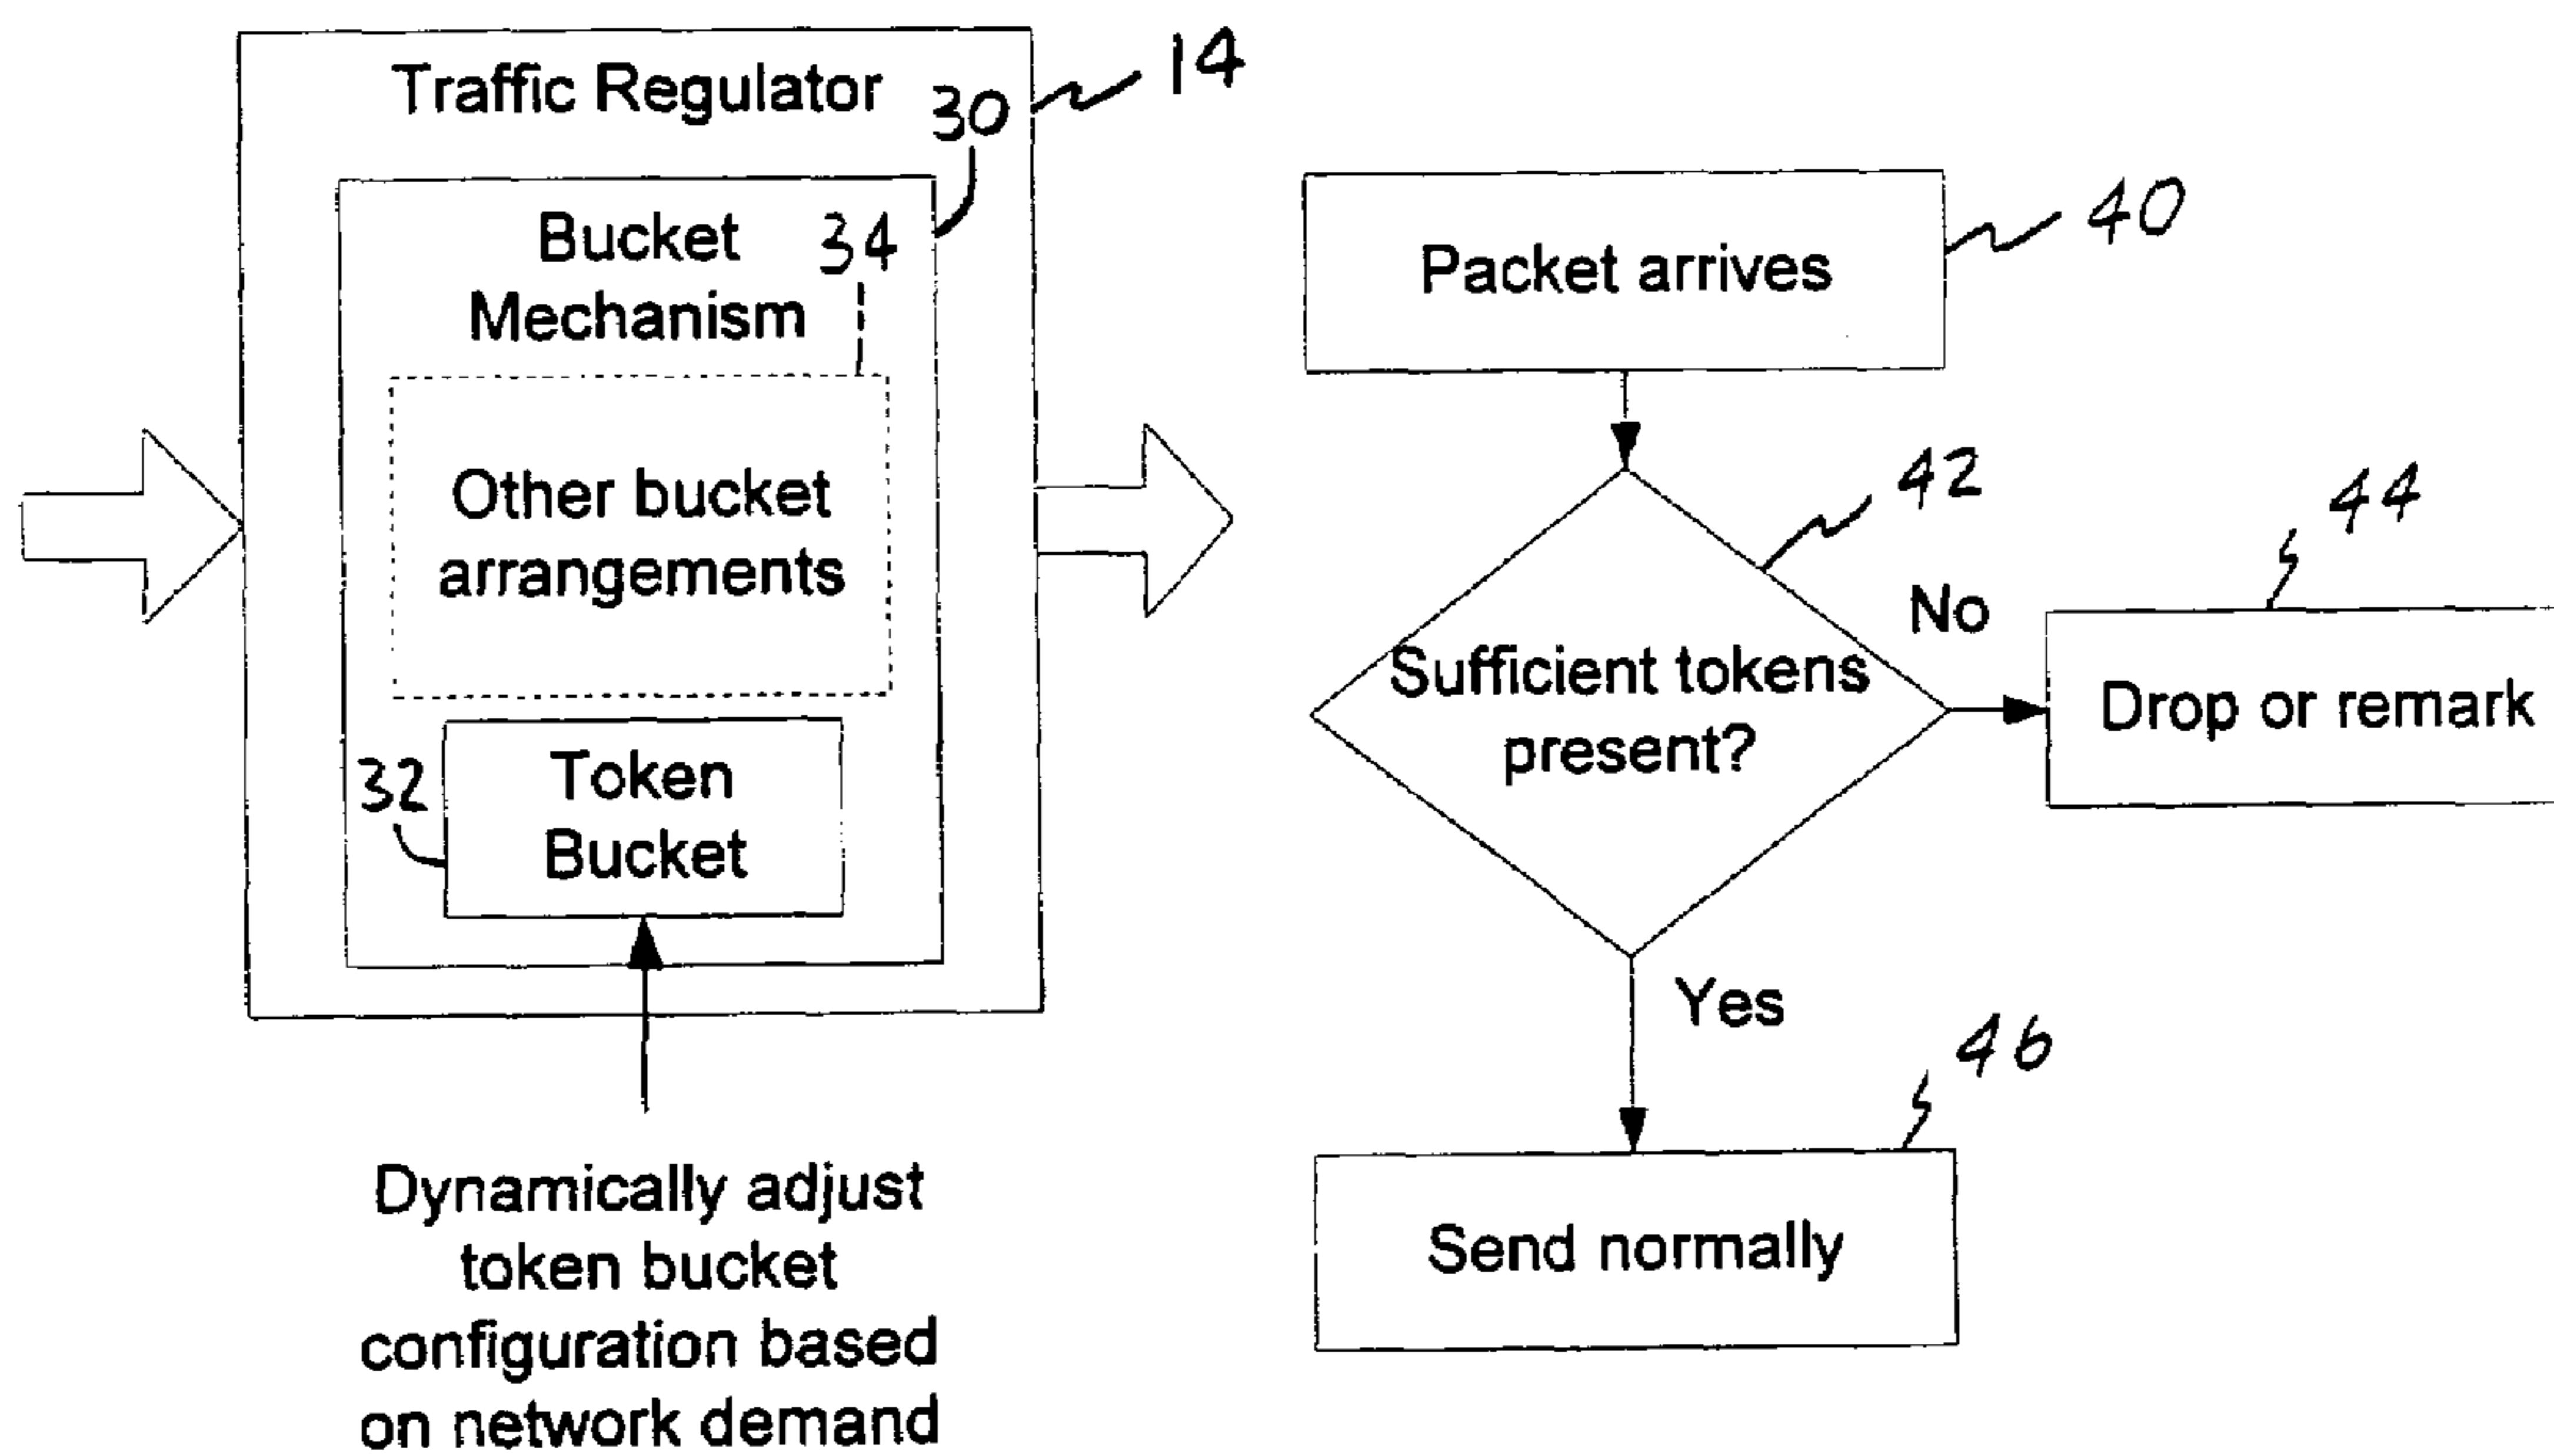 Traffic Regulator
14
30
Bucket
Mechanism
34
Other bucket
arrangements
32
Token
Bucket
Dynamically adjust
token bucket
configuration based
on network demand
Packet arrives
40
42
Sufficient tokens
present?
No
44
Drop or remark
Yes
46
Send normally